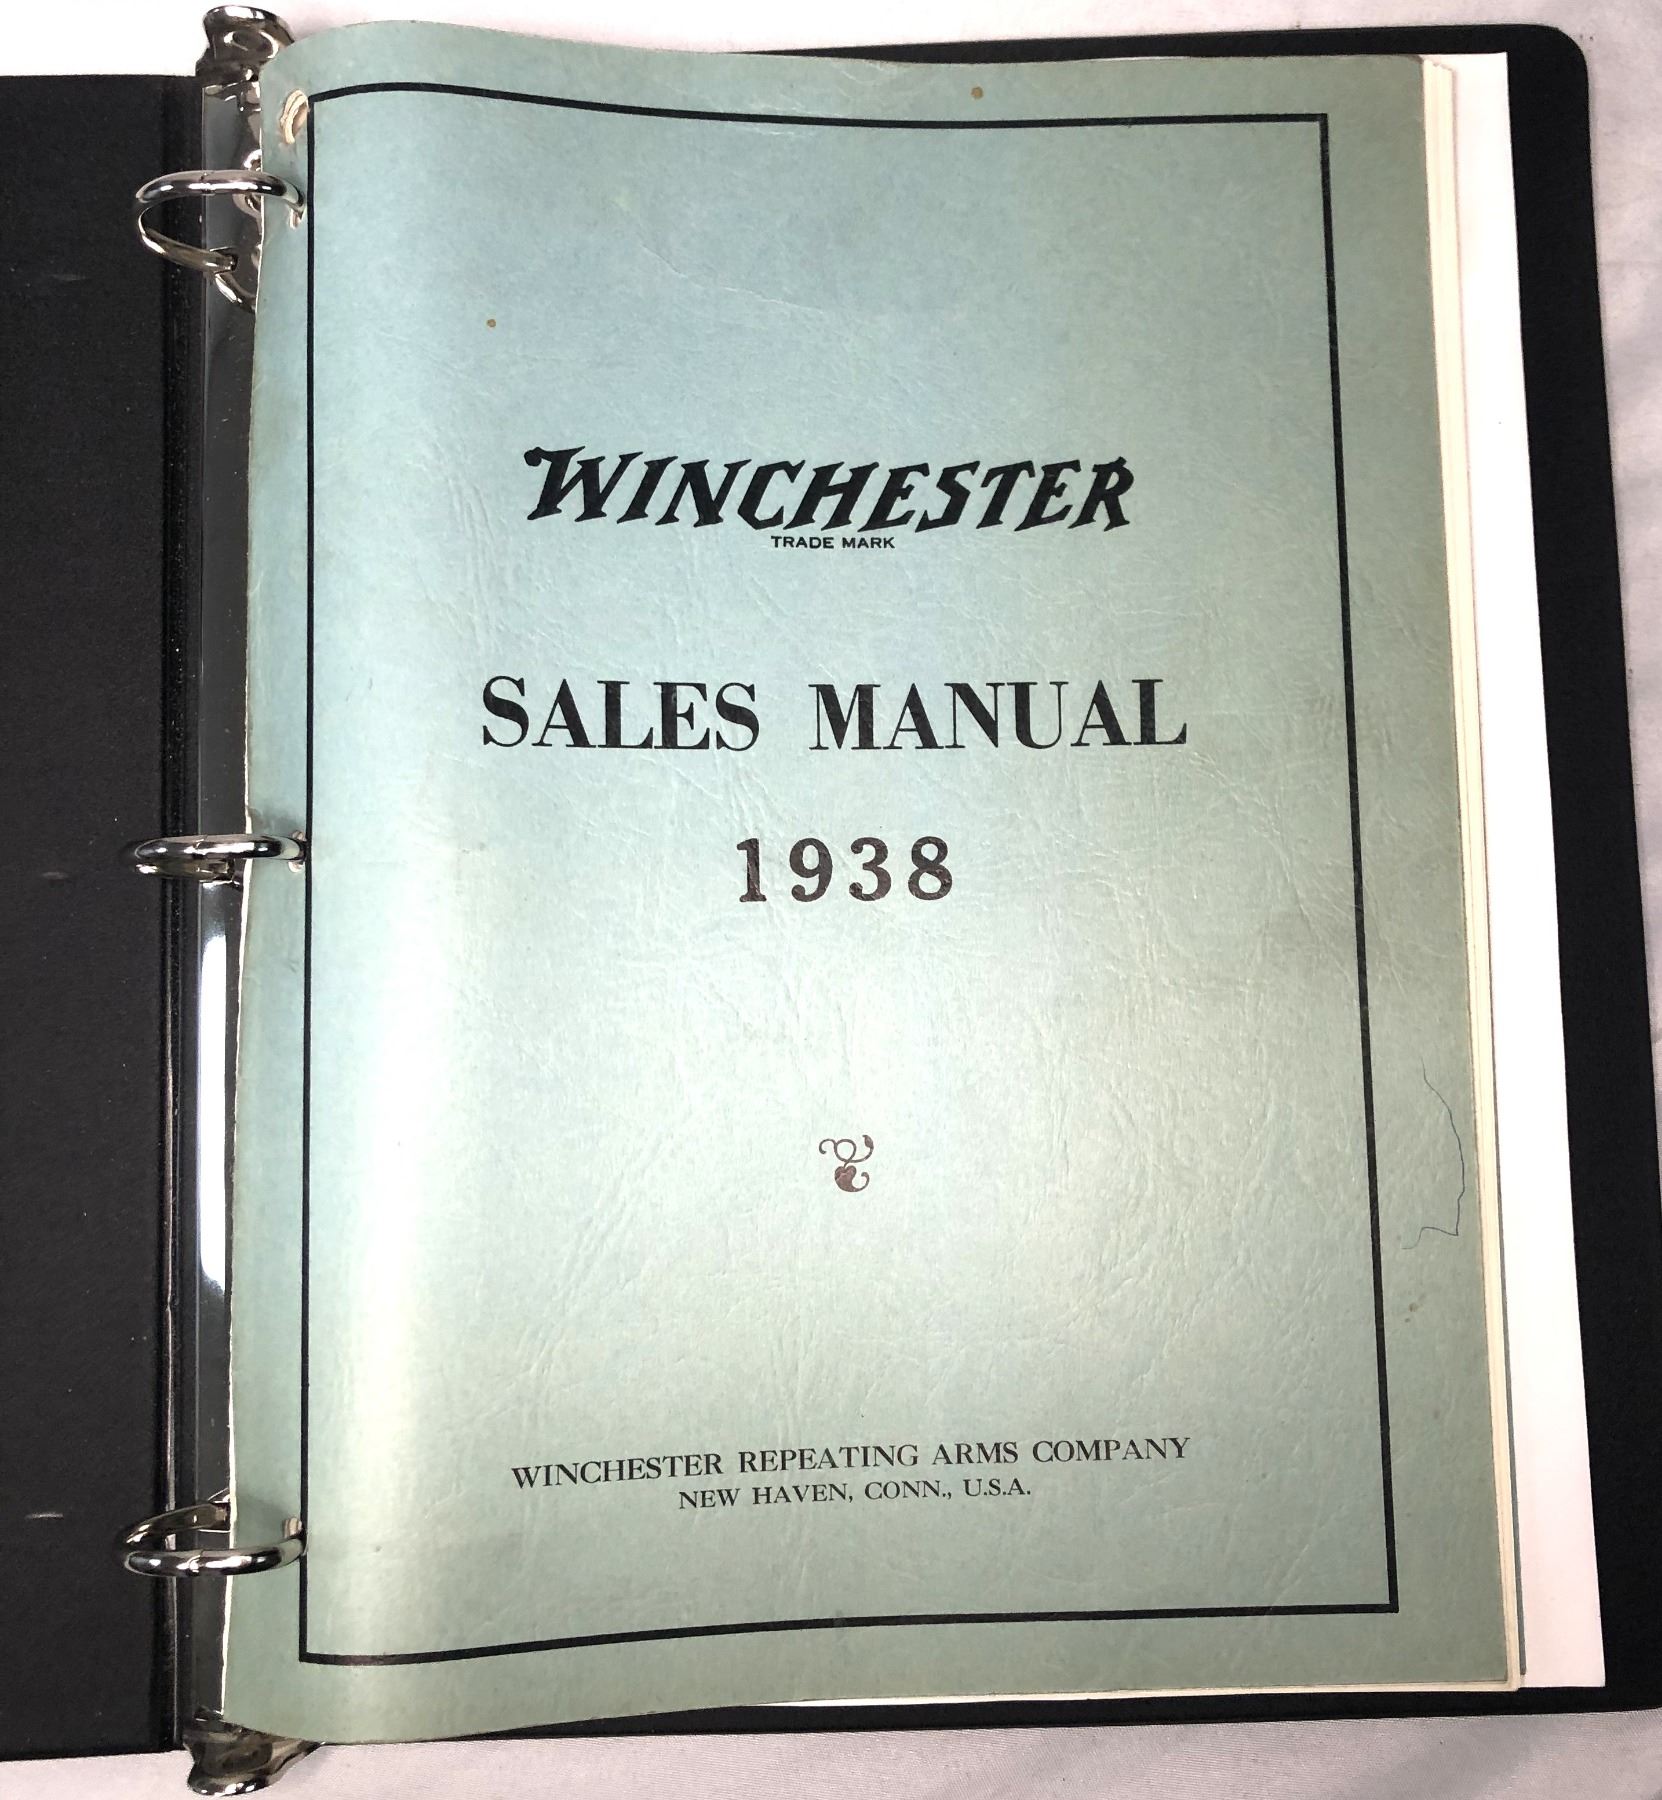 WINCHESTER
TRADE MARK
SALES MANUAL
1938
WINCHESTER REPEATING ARMS COMPANY
NEW HAVEN, CONN., U.S.A.